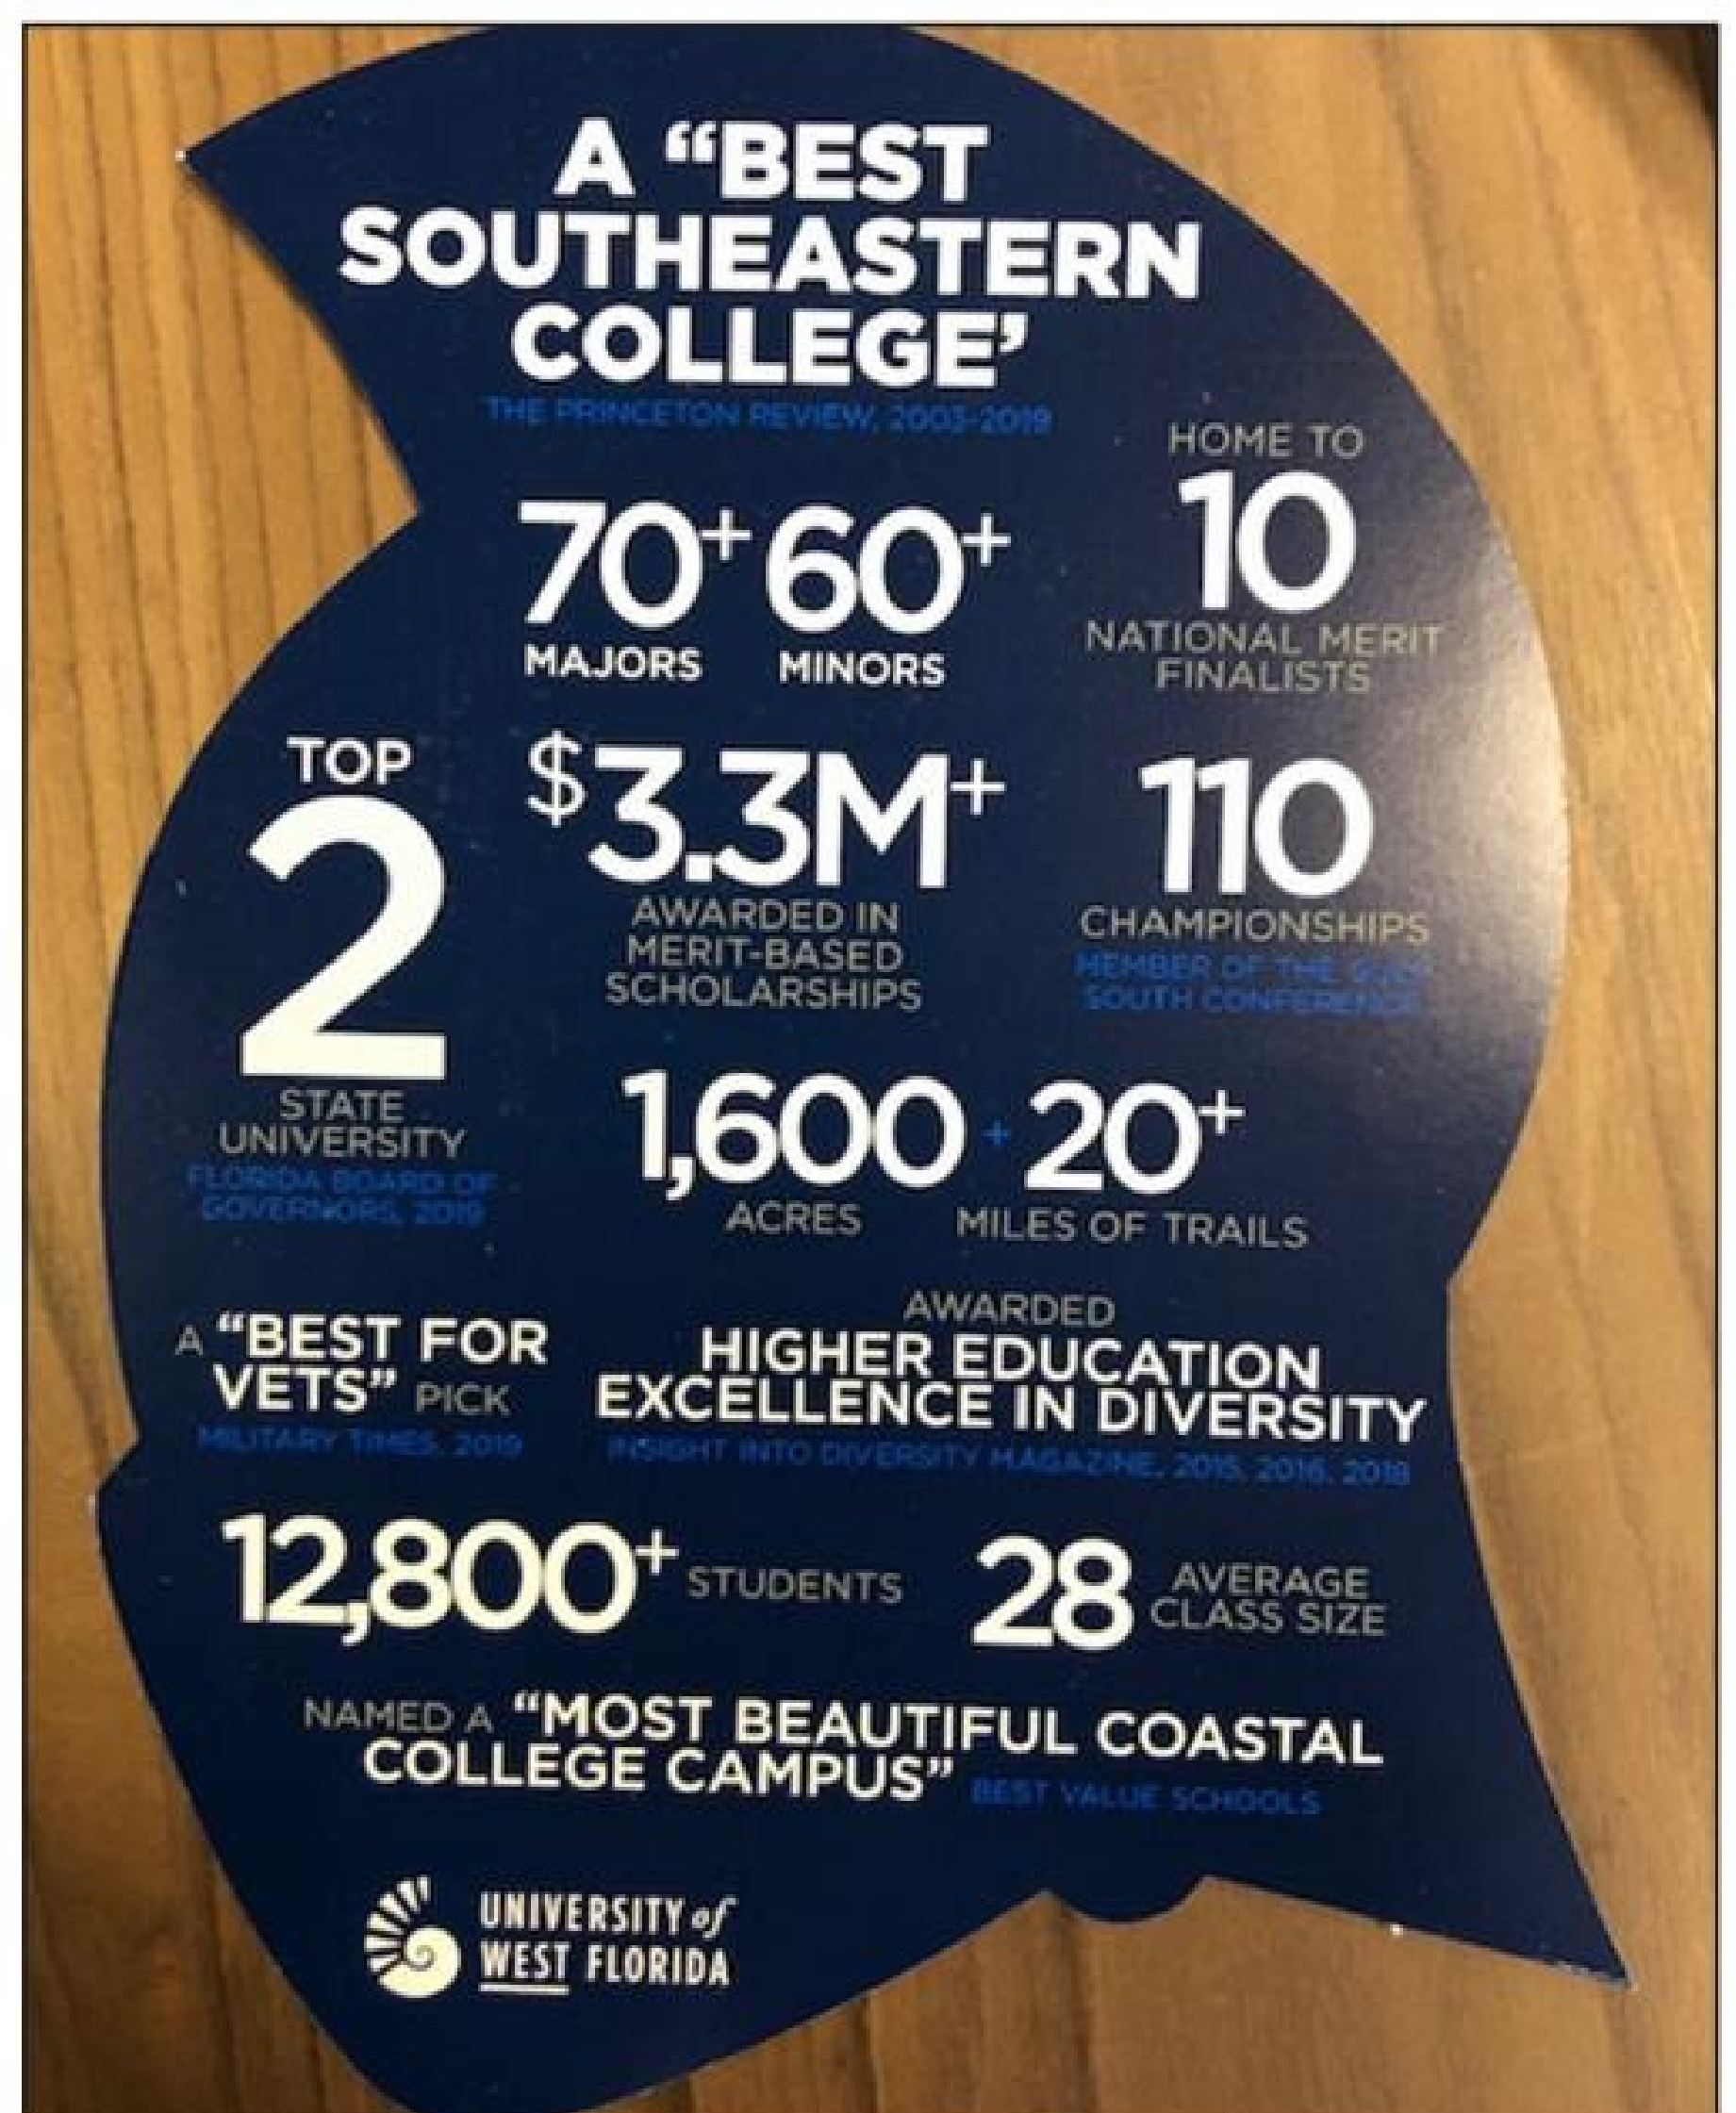 A “BEST
SOUTHEASTERN
COLLEGE’
THE PRINCETON REVIEW, 2003-2019
70+ 60+
MAJORS MINORS
HOME TO
10
NATIONAL MERIT
FINALISTS
TOP
2
STATE
UNIVERSITY
FLORIDA BOARD OF
GOVERNORS, 2019
$3.3M+
AWARDED IN
MERIT-BASED
SCHOLARSHIPS
110
CHAMPIONSHIPS
MEMBER OF THE
SOUTH CONFERENCE
1,600 + 20+
ACRES MILES OF TRAILS
A “BEST FOR
VETS” PICK
MILITARY TIMES, 2019
AWARDED
HIGHER EDUCATION
EXCELLENCE IN DIVERSITY
INSIGHT INTO DIVERSITY MAGAZINE, 2015, 2016, 2018
12,800+ STUDENTS
28 AVERAGE
CLASS SIZE
NAMED A “MOST BEAUTIFUL COASTAL
COLLEGE CAMPUS” BEST VALUE SCHOOLS
UNIVERSITY of
WEST FLORIDA